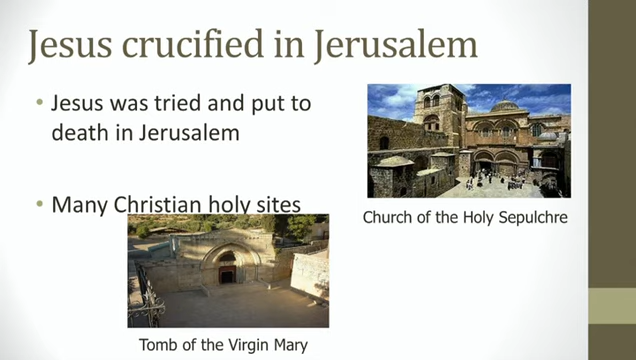 Jesus crucified in Jerusalem
• Jesus was tried and put to
death in Jerusalem
• Many Christian holy sites
Church of the Holy Sepulchre
Tomb of the Virgin Mary